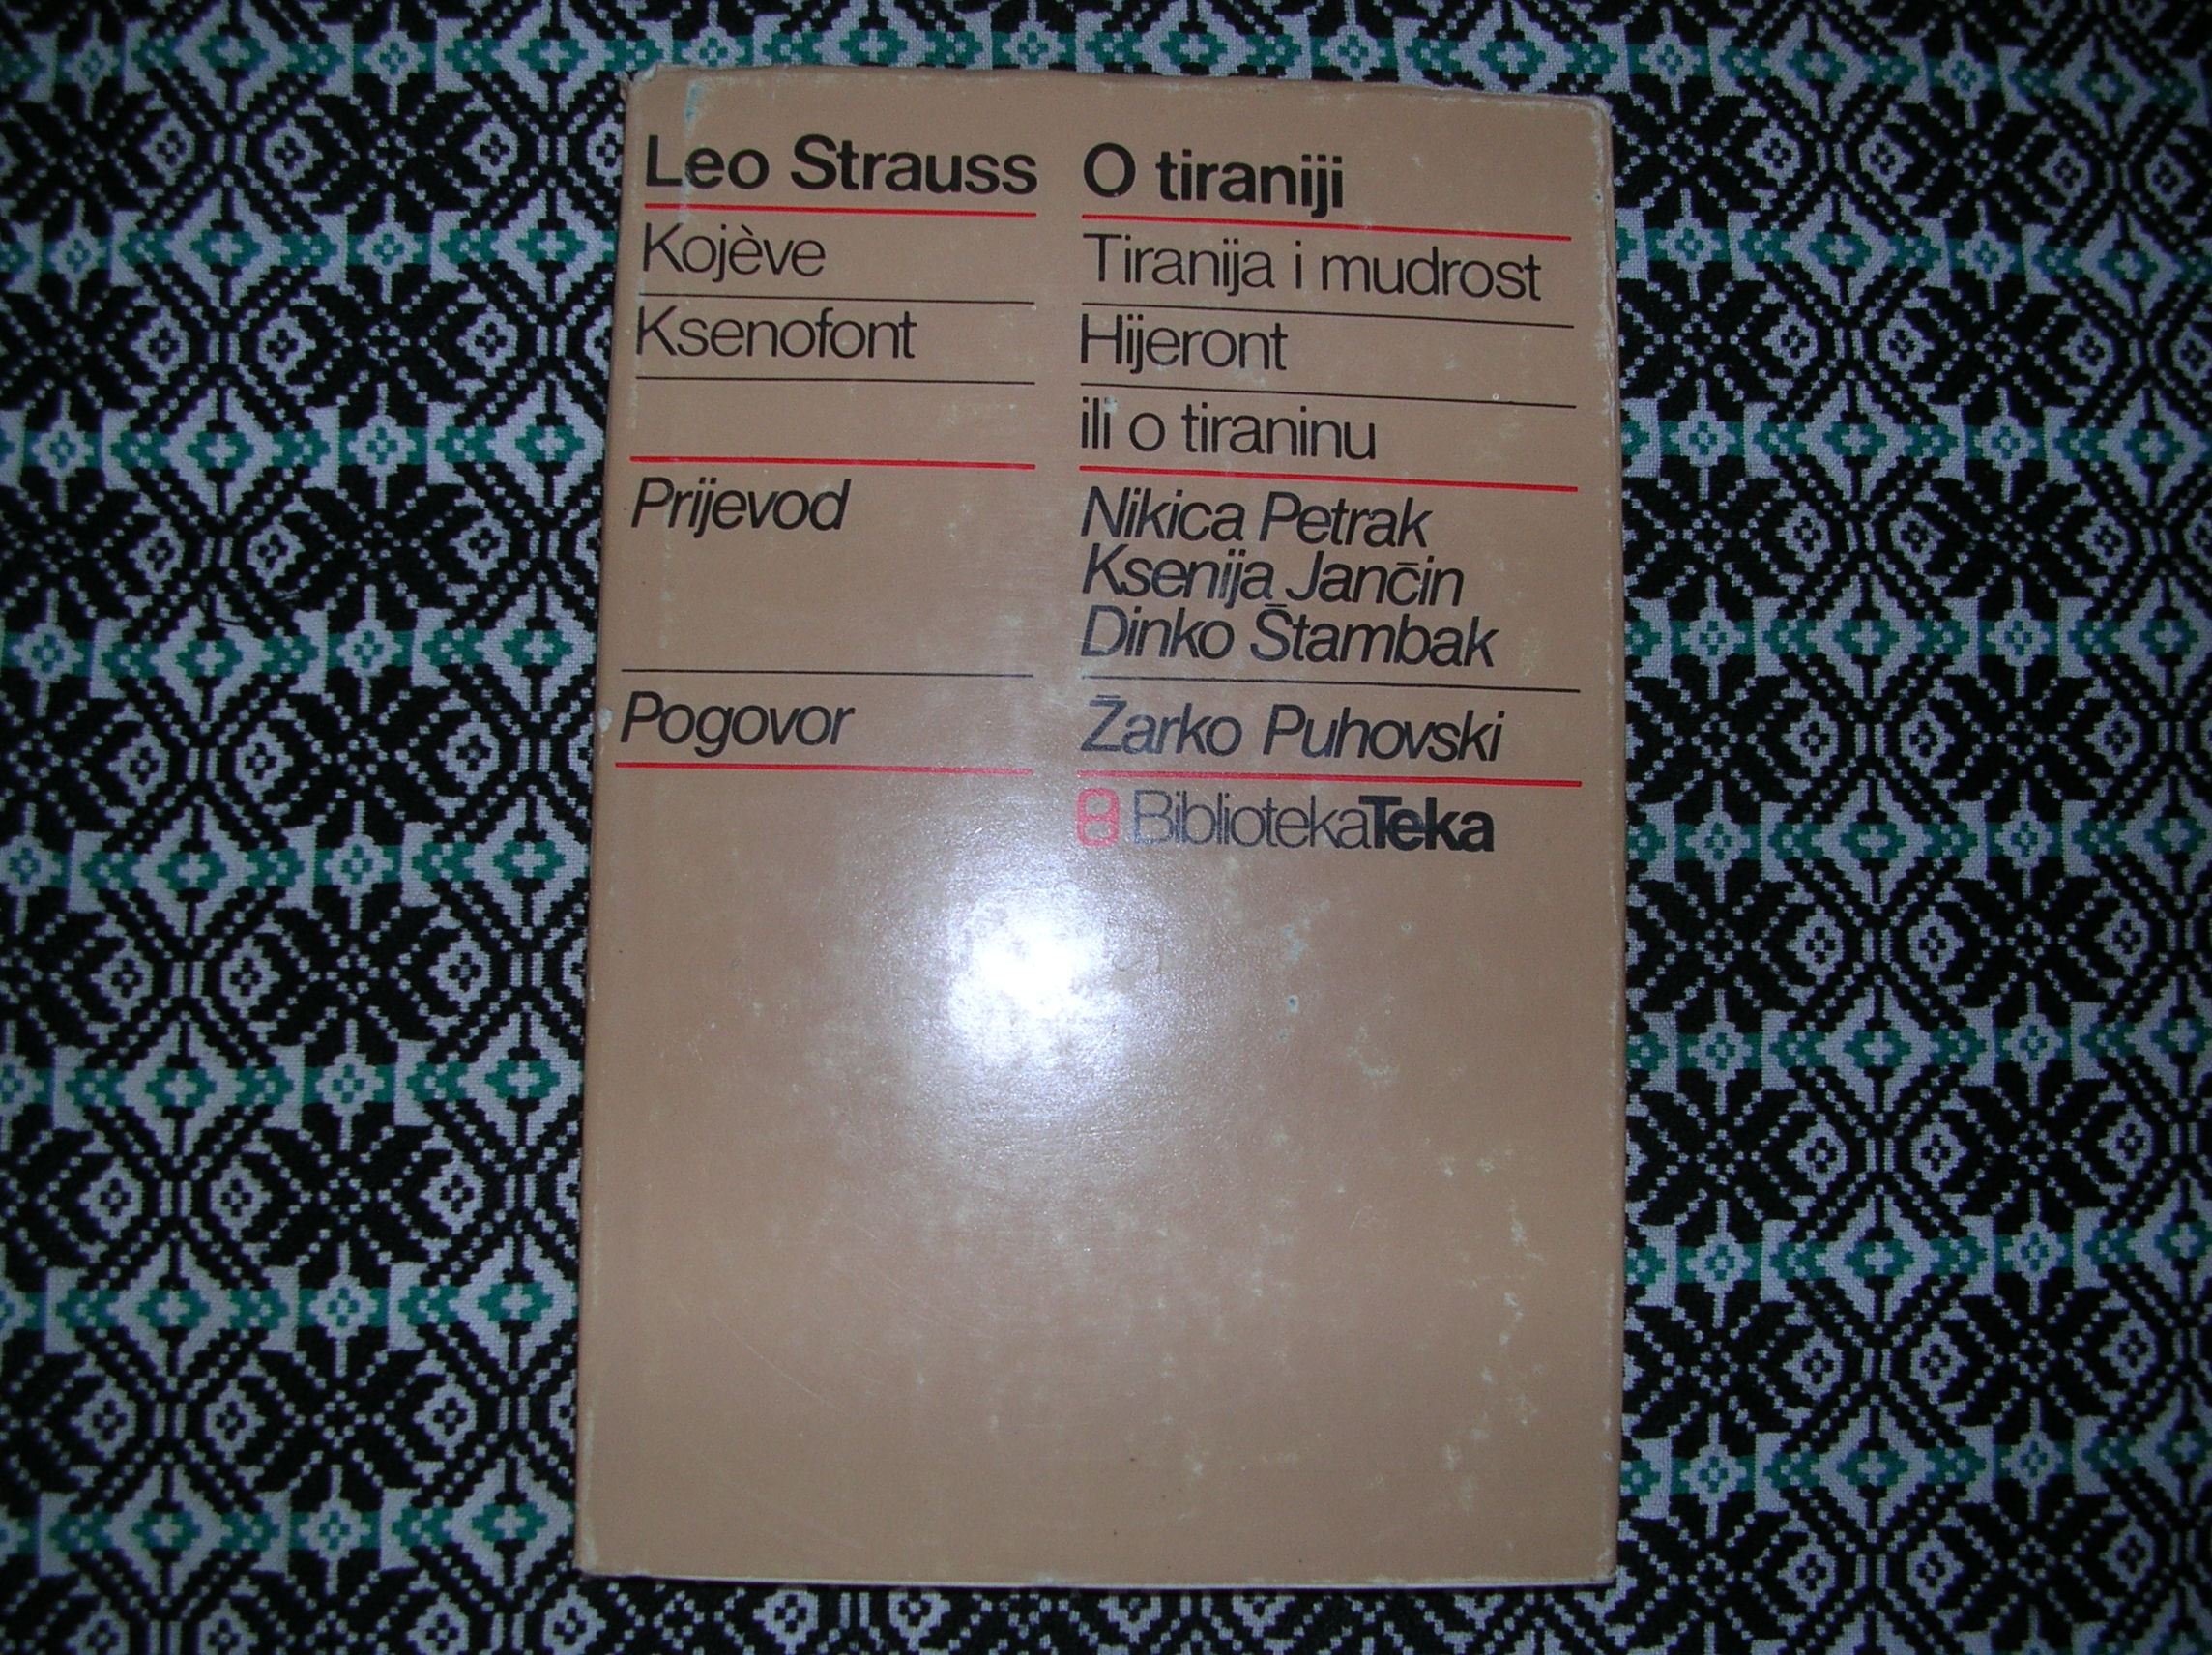 Leo Strauss O tiraniji
Kojève Tiranija i mudrost
Ksenofont Hijeront
ili o tiraninu
Prijevod Nikica Petrak
Ksenija Jančin
Dinko Štambak
Pogovor Žarko Puhovski
BibliotekaTeka